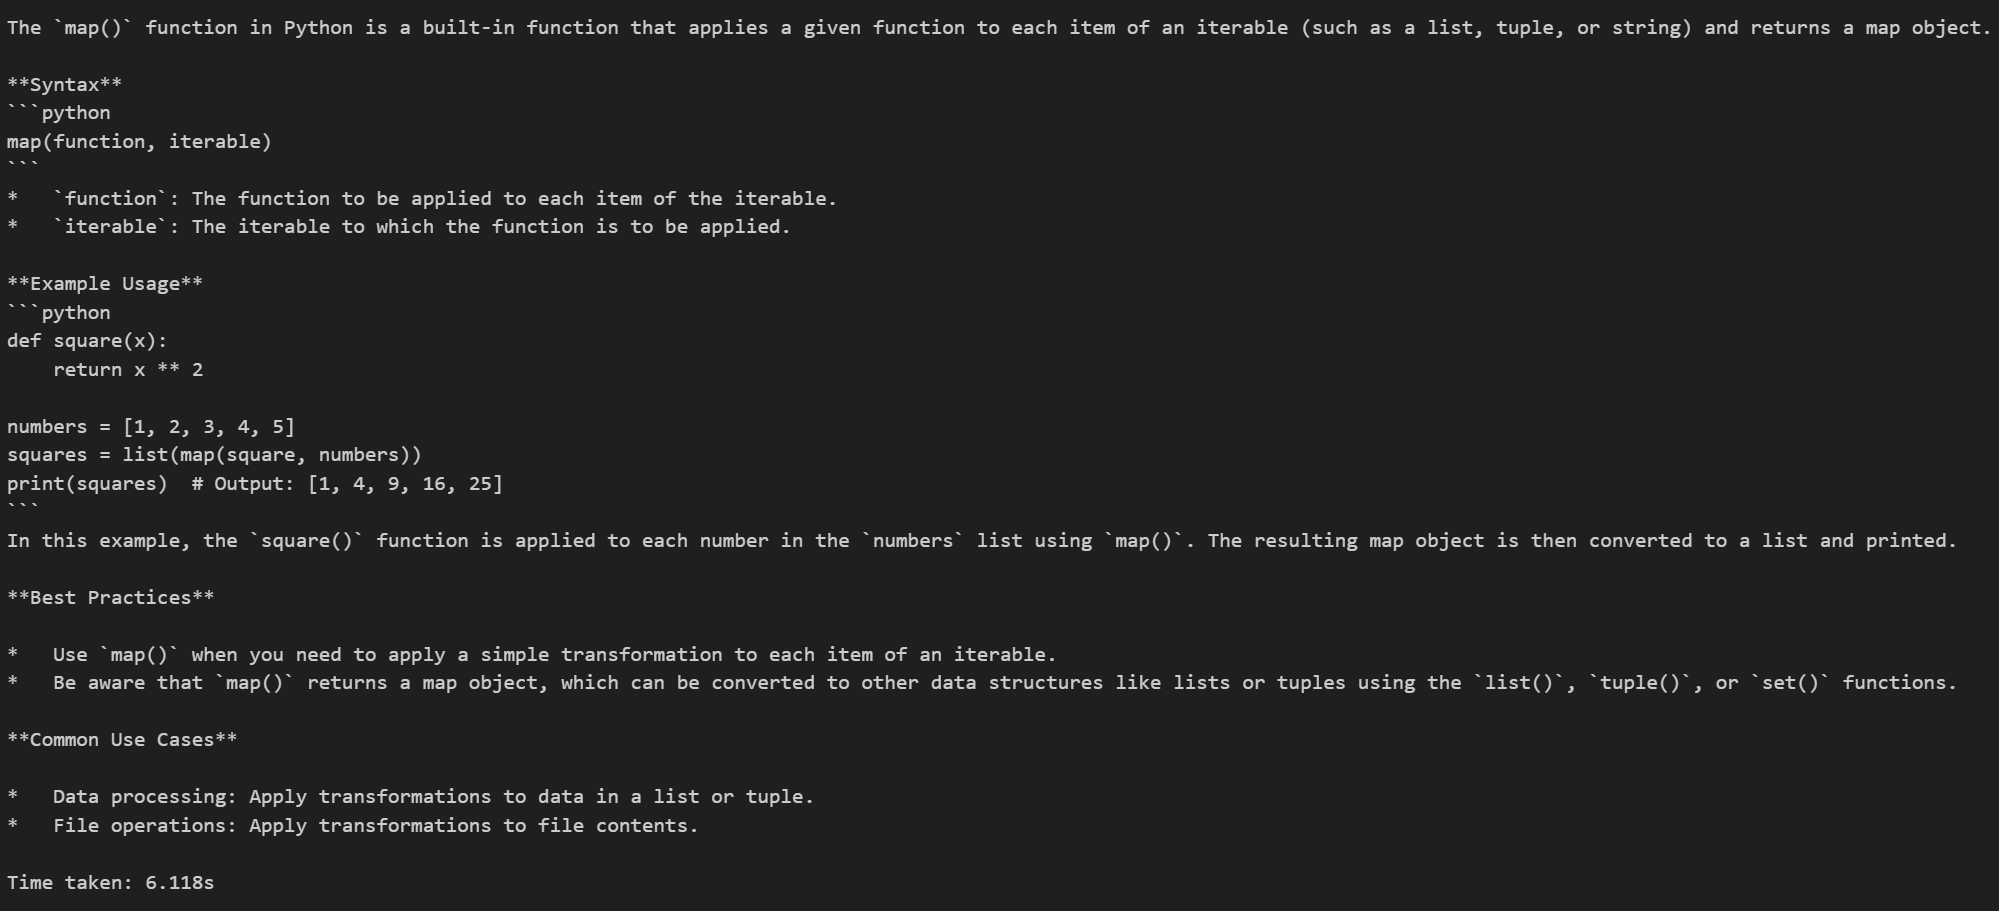 The `map()` function in Python is a built-in function that applies a given function to each item of an iterable (such as a list, tuple, or string) and returns a map object.

**Syntax**
```python
map(function, iterable)
```
*   `function`: The function to be applied to each item of the iterable.
*   `iterable`: The iterable to which the function is to be applied.

**Example Usage**
```python
def square(x):
    return x ** 2

numbers = [1, 2, 3, 4, 5]
squares = list(map(square, numbers))
print(squares)  # Output: [1, 4, 9, 16, 25]
```
In this example, the `square()` function is applied to each number in the `numbers` list using `map()`. The resulting map object is then converted to a list and printed.

**Best Practices**

*   Use `map()` when you need to apply a simple transformation to each item of an iterable.
*   Be aware that `map()` returns a map object, which can be converted to other data structures like lists or tuples using the `list()`, `tuple()`, or `set()` functions.

**Common Use Cases**

*   Data processing: Apply transformations to data in a list or tuple.
*   File operations: Apply transformations to file contents.

Time taken: 6.118s